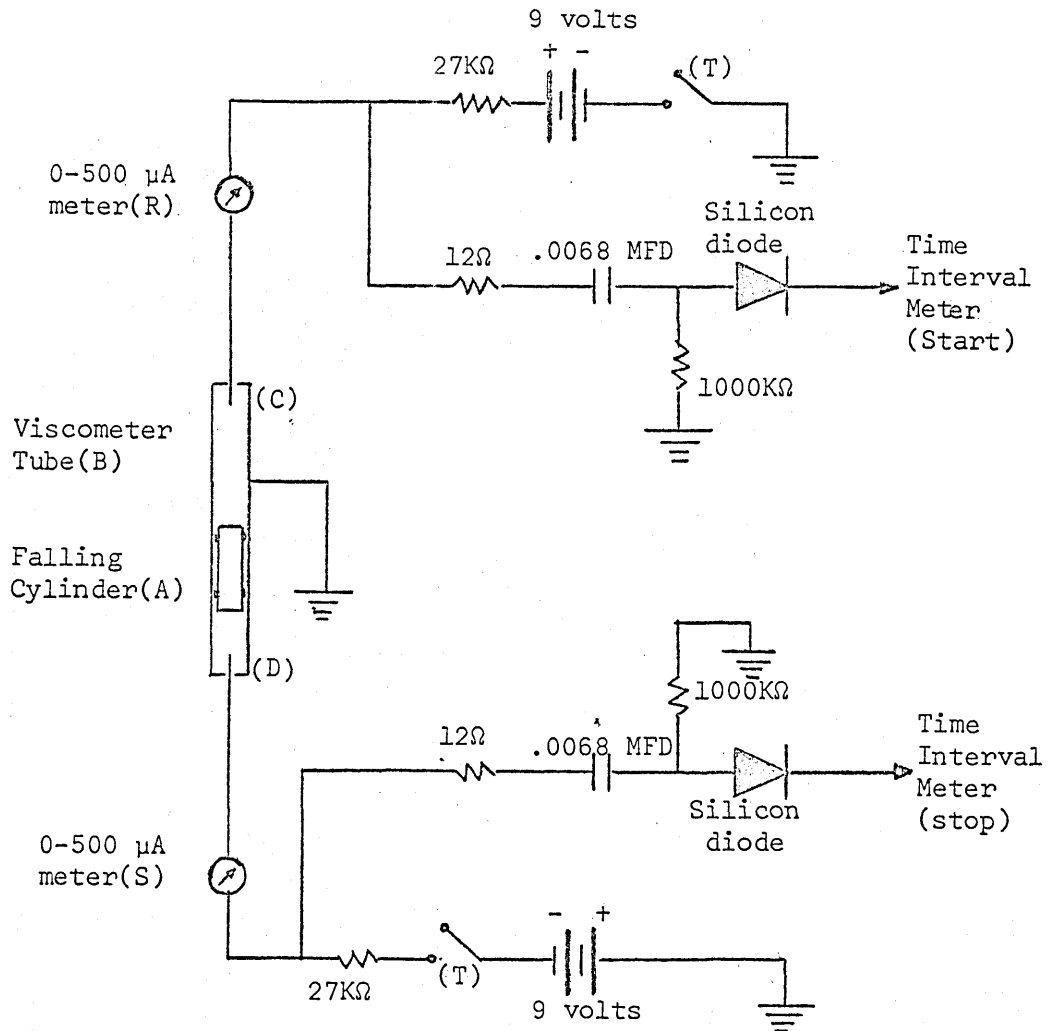 9 volts
+ -
27KΩ
(T)
0-500 µA
meter(R)
Silicon
diode
12Ω
.0068 MFD
Time
Interval
Meter
(Start)
1000KΩ
(C)
Viscometer
Tube(B)
Falling
Cylinder(A)
(D)
1000KΩ
12Ω
.0068 MFD
Time
Interval
Meter
(stop)
Silicon
diode
0-500 µA
meter(S)
- +
(T)
27KΩ
9 volts